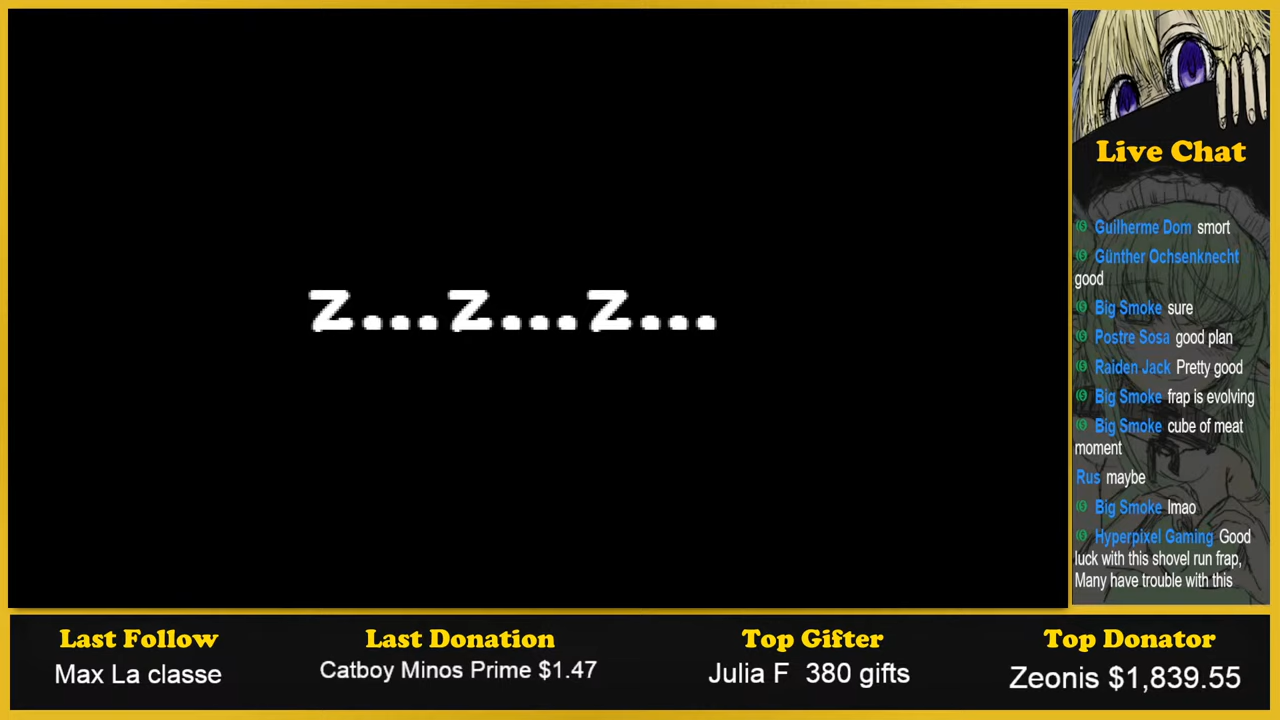 z...z...z...
Live Chat
Guilherme Dom smort
Günther Ochsenknecht
good
Big Smoke sure
Postre Sosa good plan
Raiden Jack Pretty good
Big Smoke frap is evolving
Big Smoke cube of meat
moment
Rus maybe
Big Smoke lmao
Hyperpixel Gaming Good
luck with this shovel run frap,
Many have trouble with this
Last Follow
Max La classe
Last Donation
Catboy Minos Prime $1.47
Top Gifter
Julia F 380 gifts
Top Donator
Zeonis $1,839.55